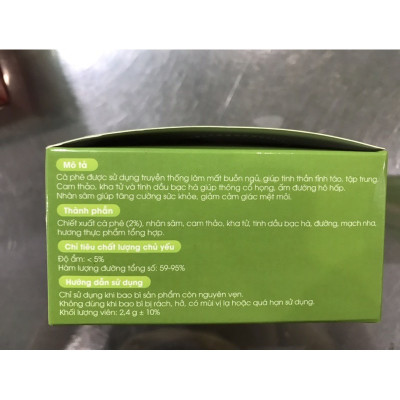 Mô tả
Cà phê được sử dụng truyền thống làm mất buồn ngủ, giúp tinh thần tỉnh táo, tập trung.
Cam thảo, kha tử và tinh dầu bạc hà giúp thông cổ họng, ấm đường hô hấp.
Nhân sâm giúp tăng cường sức khỏe, giảm cảm giác mệt mỏi.
Thành phần
Chiết xuất cà phê (2%), nhân sâm, cam thảo, kha tử, tinh dầu bạc hà, đường, mạch nha,
hương thực phẩm tổng hợp.
Chỉ tiêu chất lượng chủ yếu
Độ ẩm: < 5%
Hàm lượng đường tổng số: 59-95%
Hướng dẫn sử dụng
Chỉ sử dụng khi bao bì sản phẩm còn nguyên vẹn.
Không dùng khi bao bị bị rách, hở, có mùi vị lạ hoặc quá hạn sử dụng.
Khối lượng viên: 2,4 g ± 10%